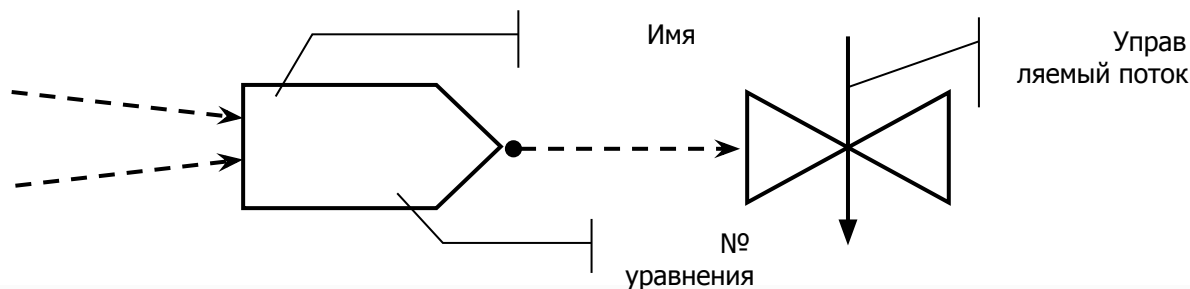 Имя
Управ
ляемый поток
№
уравнения